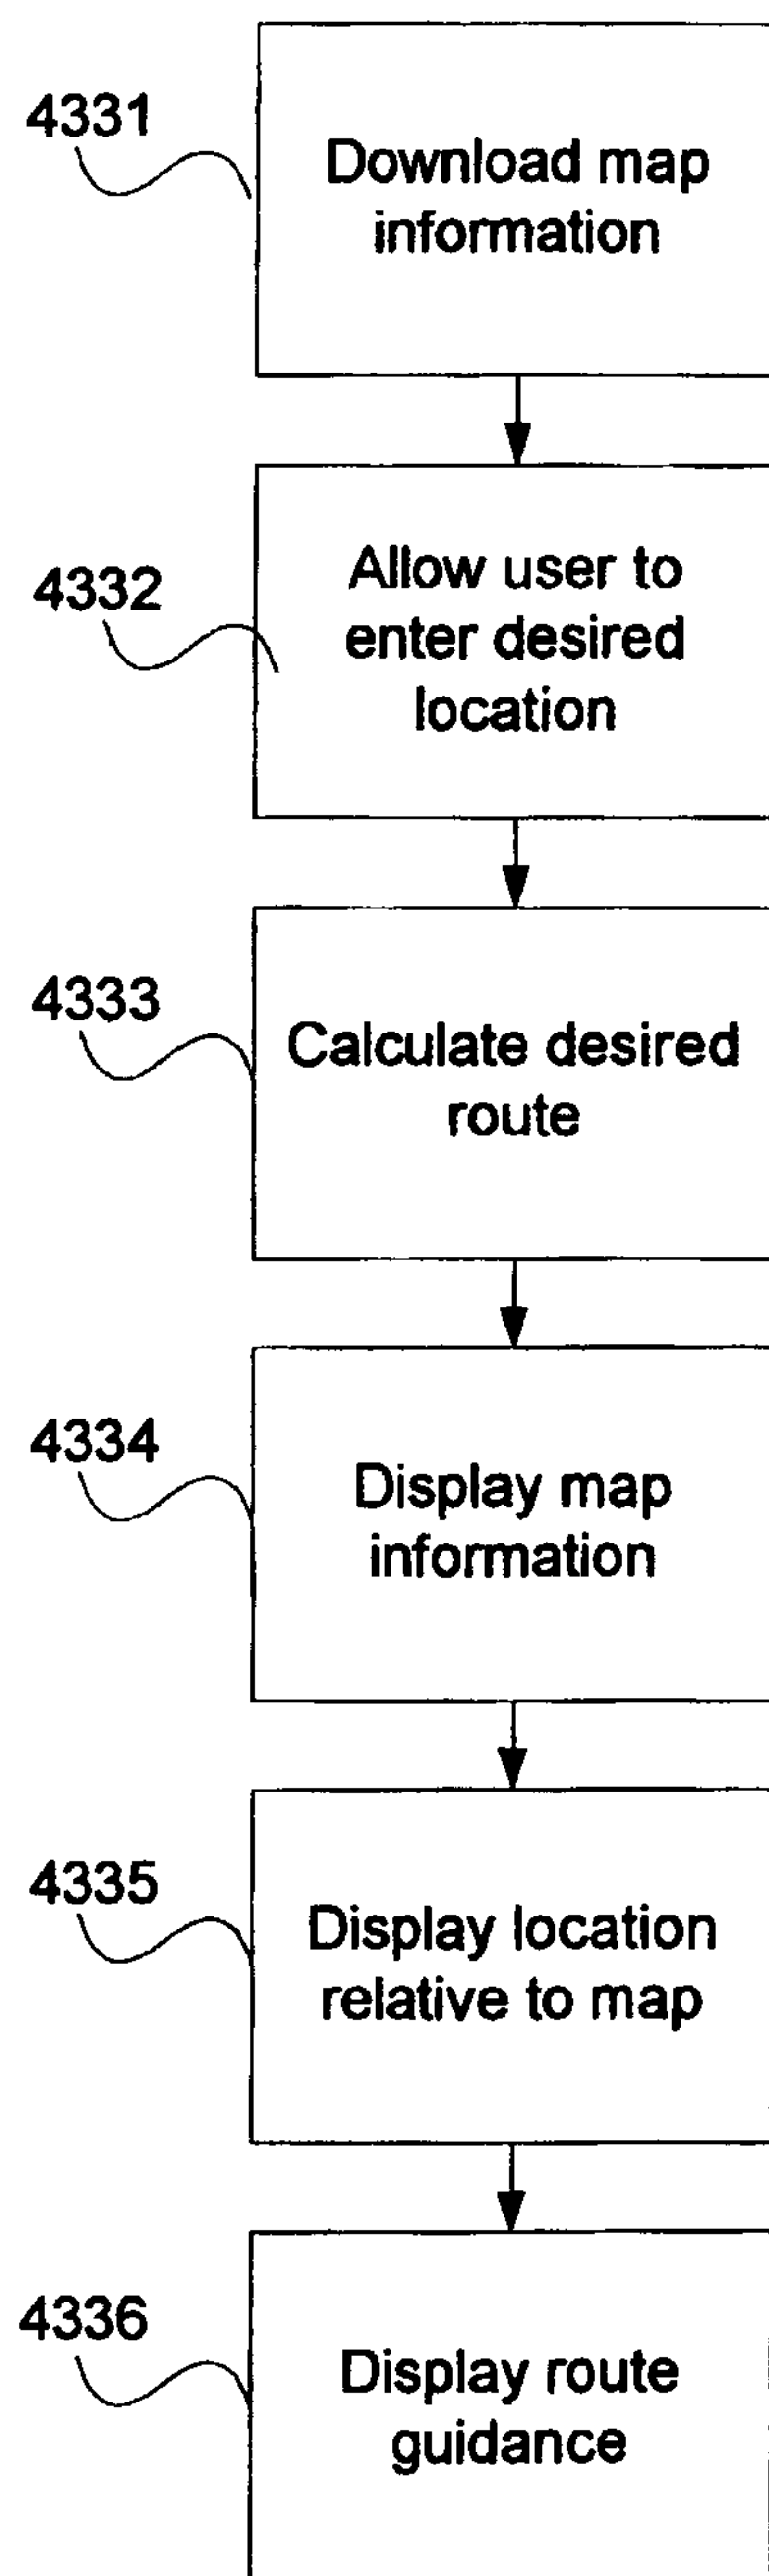 4331
Download map
information
4332
Allow user to
enter desired
location
4333
Calculate desired
route
4334
Display map
information
4335
Display location
relative to map
4336
Display route
guidance